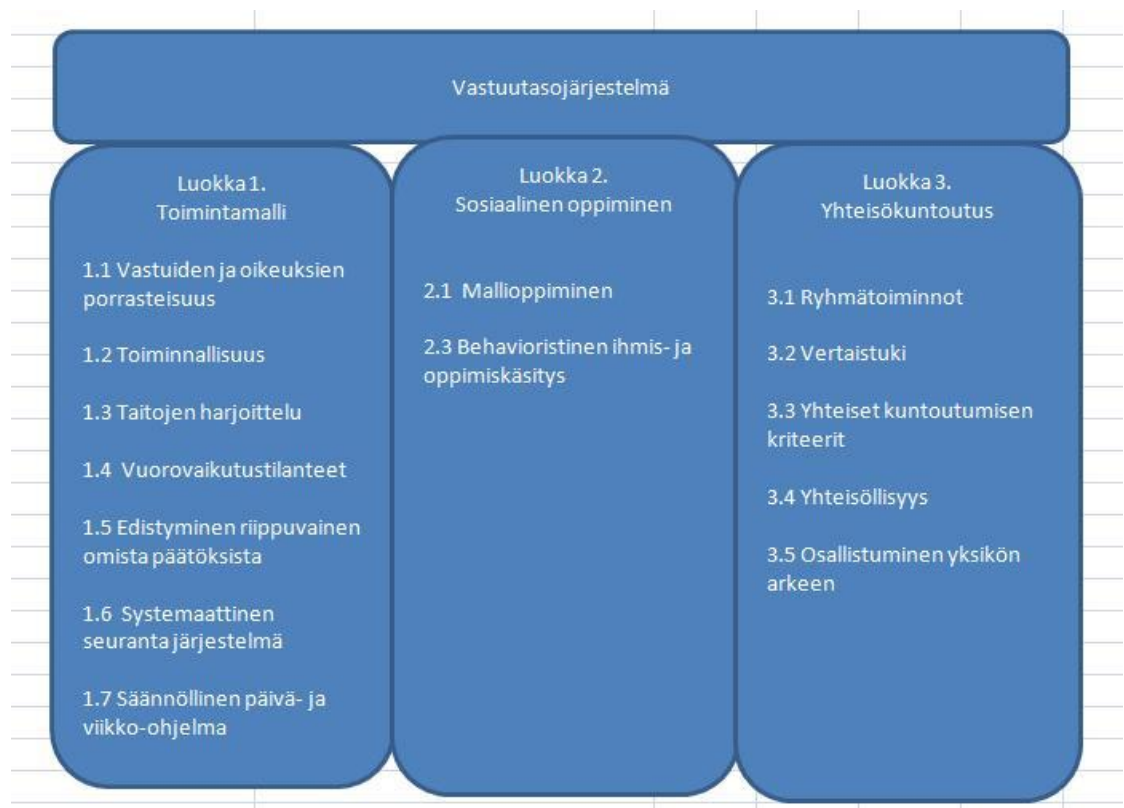 Vastuutasojärjestelmä
Luokka 1.
Toimintamalli
1.1 Vastuiden ja oikeuksien
porrasteisuus
1.2 Toiminnallisuus
1.3 Taitojen harjoittelu
1.4 Vuorovaikutustilanteet
1.5 Edistyminen riippuvainen
omista päätöksista
1.6 Systemaattinen
seuranta järjestelmä
1.7 Säännöllinen päivä- ja
viikko-ohjelma
Luokka 2.
Sosiaalinen oppiminen
2.1 Mallioppiminen
2.3 Behavioristinen ihmis- ja
oppimiskäsitys
Luokka 3.
Yhteisökuntoutus
3.1 Ryhmätoiminnot
3.2 Vertaistuki
3.3 Yhteiset kuntoutumisen
kriteerit
3.4 Yhteisöllisyys
3.5 Osallistuminen yksikön
arkeen